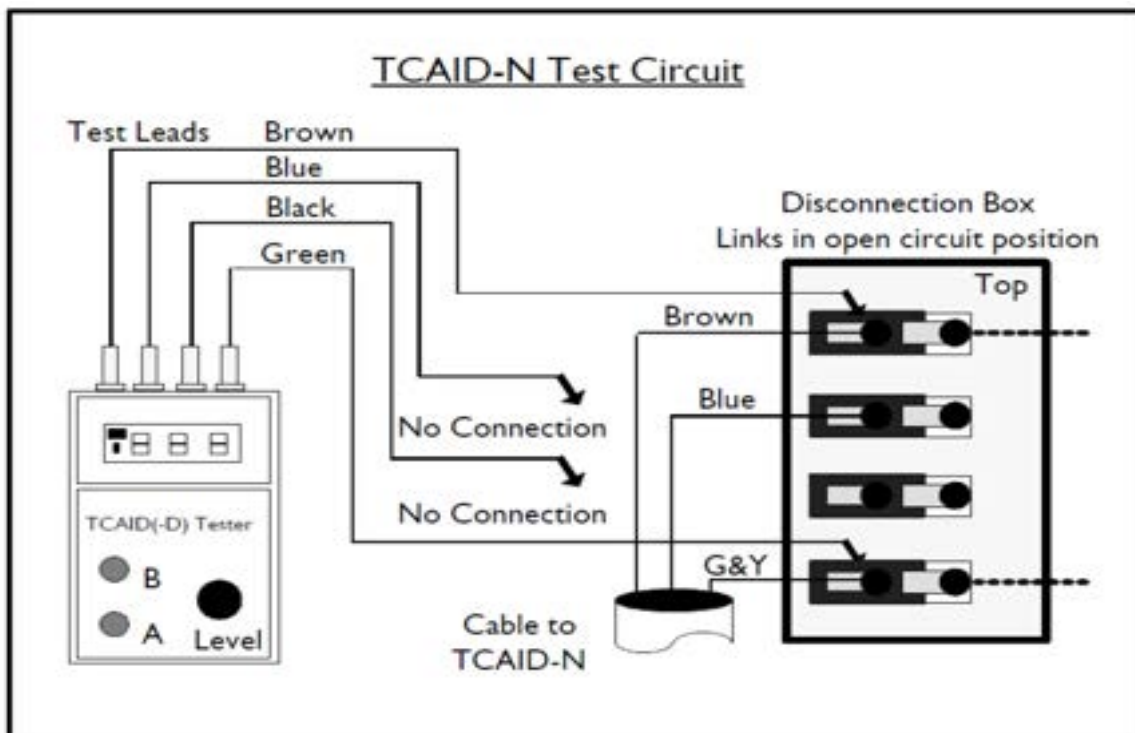 TCAID-N Test Circuit
Test Leads Brown
Blue
Black
Green
Disconnection Box
Links in open circuit position
Top
Brown
Blue
No Connection
No Connection
TCAID(-D) Tester
B
A
Level
G&Y
Cable to
TCAID-N